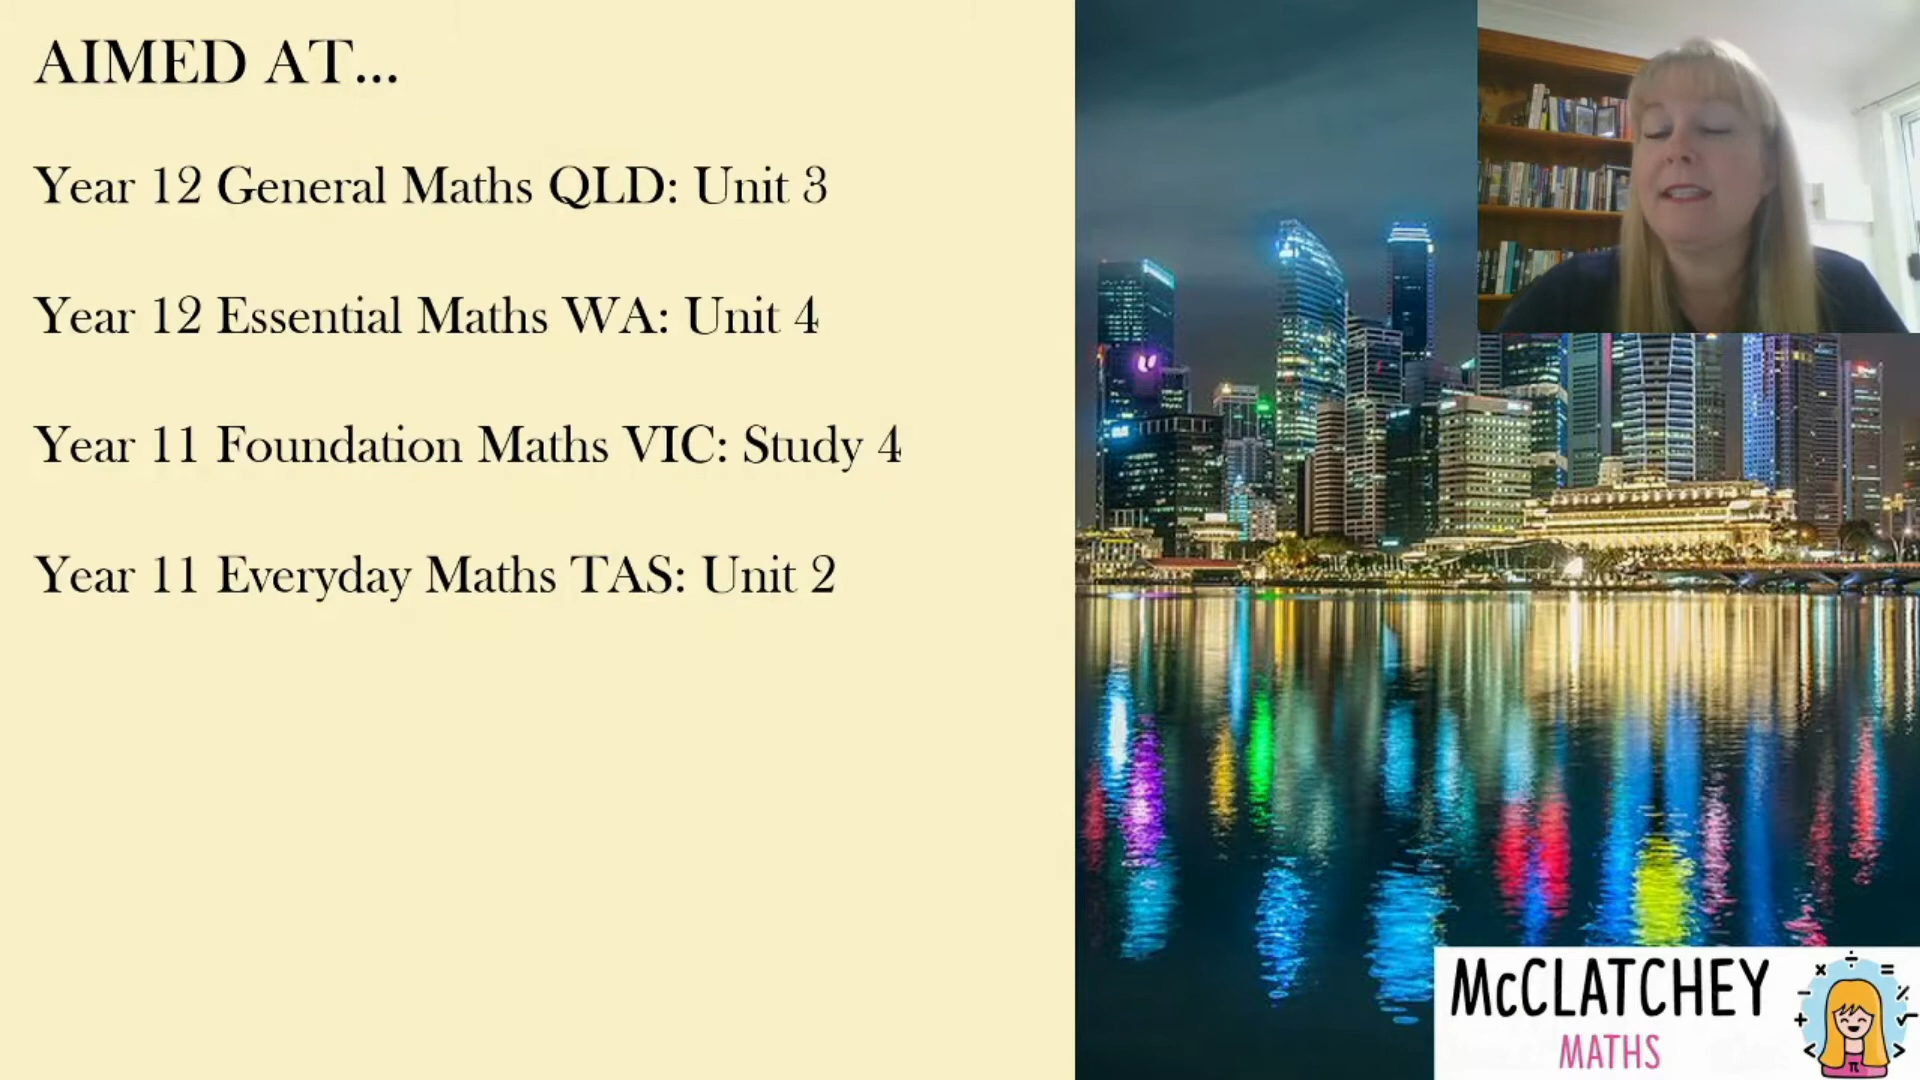 AIMED AT...
Year 12 General Maths QLD: Unit 3
Year 12 Essential Maths WA: Unit 4
Year 11 Foundation Maths VIC: Study 4
Year 11 Everyday Maths TAS: Unit 2
McCLATCHEY
MATHS